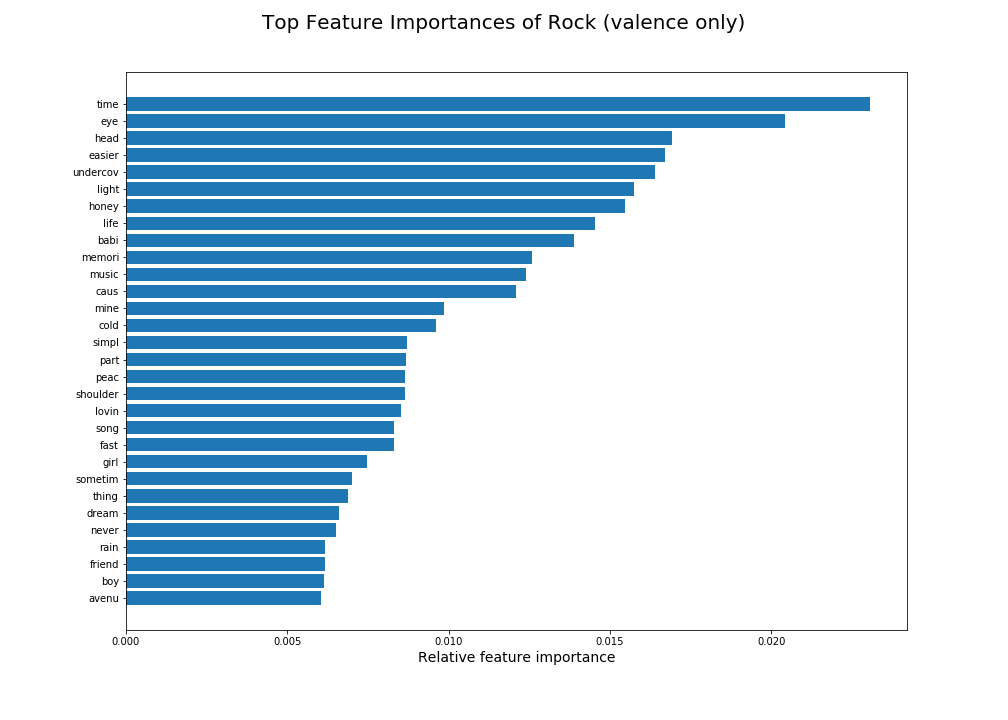 Top Feature Importances of Rock (valence only)
time
eye
head
easier
undercov
light
honey
life
babi
memori
music
caus
mine
cold
simpl
part
peac
shoulder
lovin
song
fast
girl
sometim
thing
dream
never
rain
friend
boy
avenu
0.000 0.005 0.010 0.015 0.020
Relative feature importance